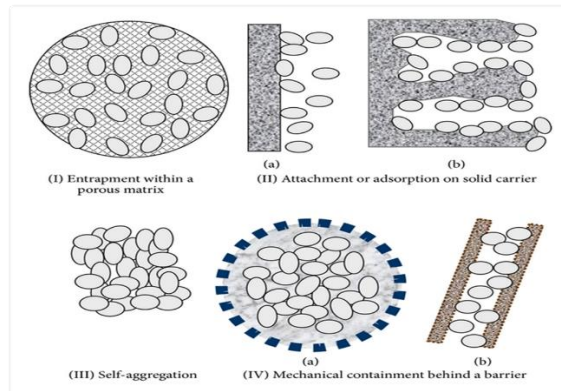 (a)
(b)
(I) Entrapment within a
porous matrix
(II) Attachment or adsorption on solid carrier
(a)
(b)
(III) Self-aggregation
(IV) Mechanical containment behind a barrier